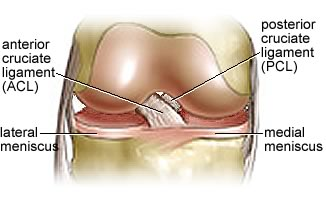 anterior
cruciate
ligament
(ACL)
posterior
cruciate
ligament
(PCL)
lateral
meniscus
medial
meniscus